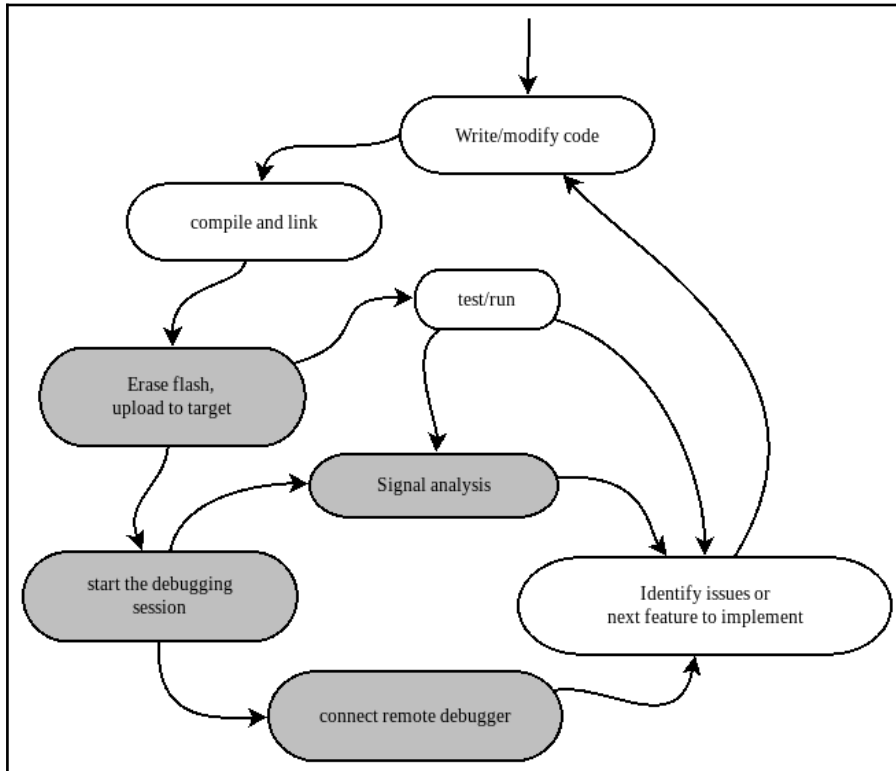 Write/modify code
compile and link
test/run
Erase flash,
upload to target
Signal analysis
start the debugging
session
Identify issues or
next feature to implement
connect remote debugger